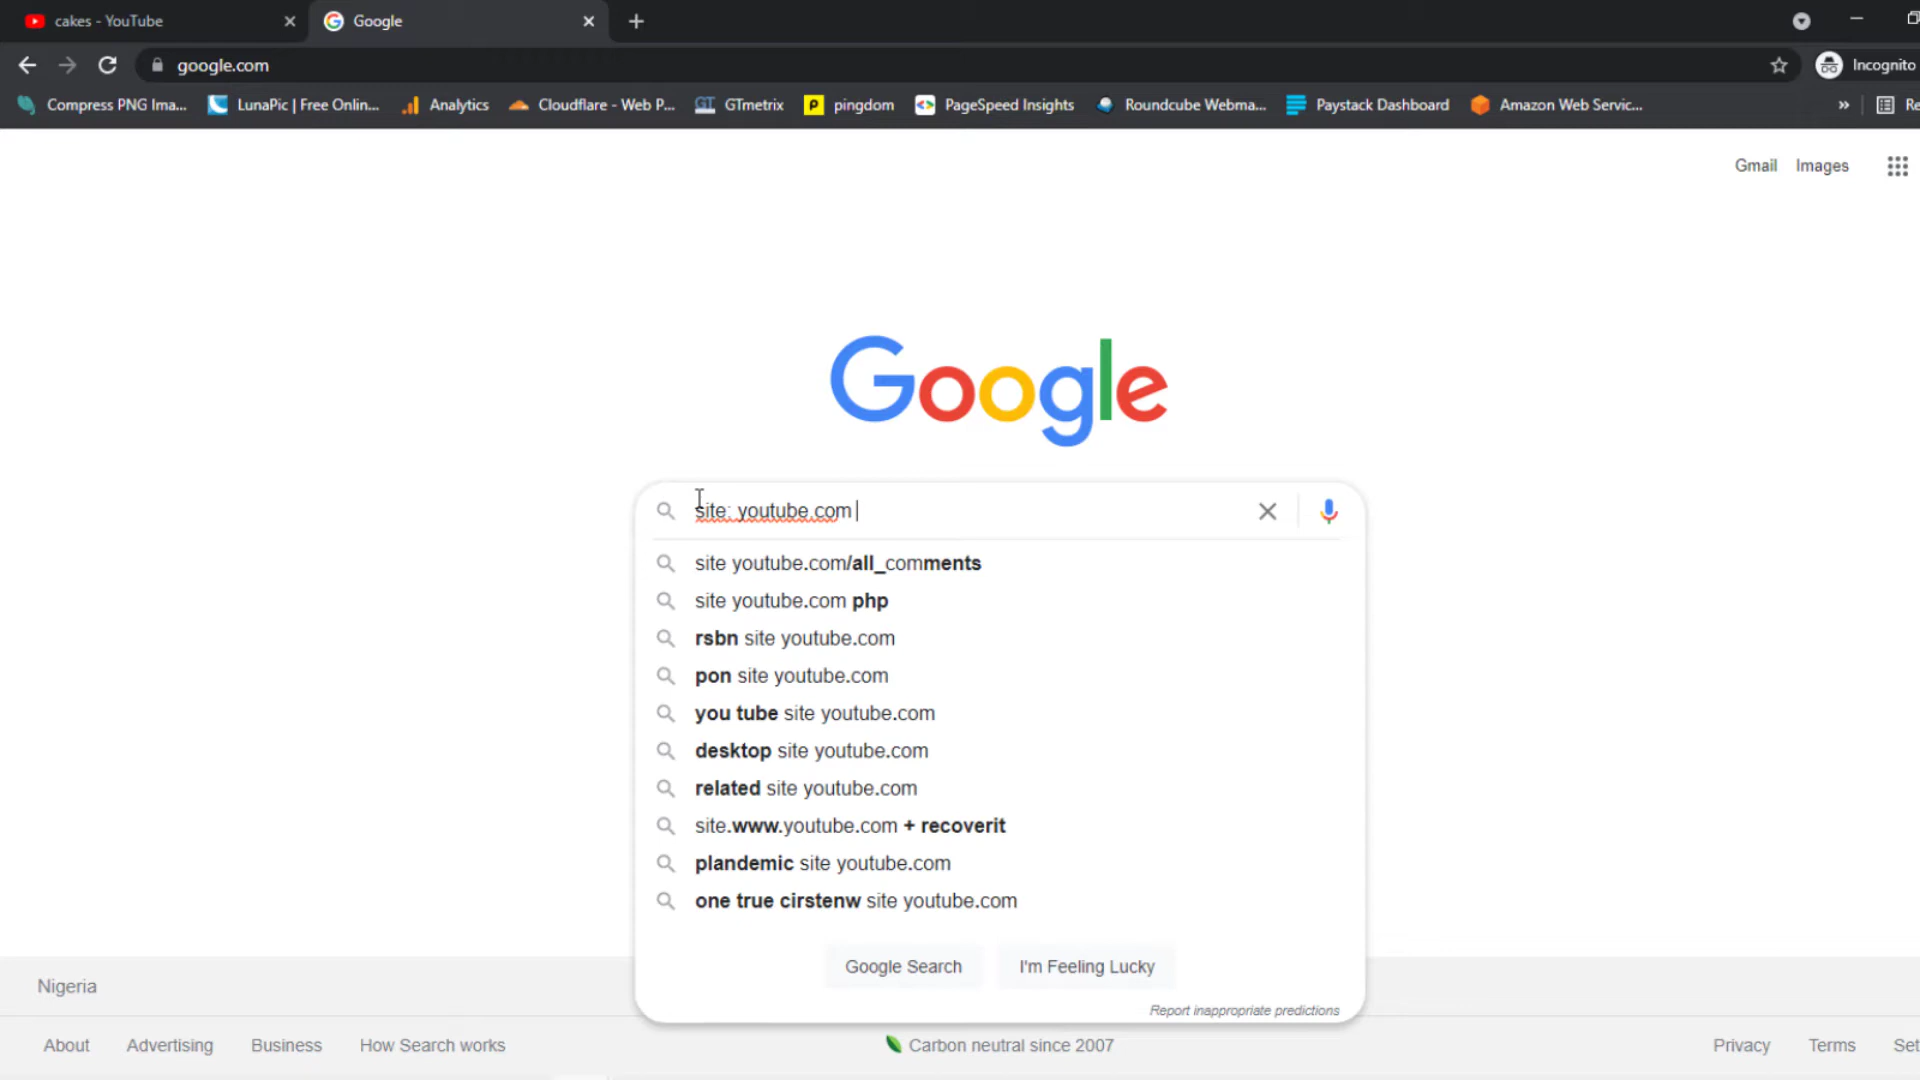 cakes - YouTube
Google
google.com
Incognito
Compress PNG Ima...
LunaPic | Free Onlin...
Analytics
Cloudflare - Web P...
GTmetrix
pingdom
PageSpeed Insights
Roundcube Webma...
Paystack Dashboard
Amazon Web Servic...
»
Re
Gmail
Images
Google
site: youtube.com
site youtube.com/all_comments
site youtube.com php
rsbn site youtube.com
pon site youtube.com
you tube site youtube.com
desktop site youtube.com
related site youtube.com
site.www.youtube.com + recoverit
plandemic site youtube.com
one true cirstenw site youtube.com
Google Search
I'm Feeling Lucky
Report inappropriate predictions
Nigeria
About
Advertising
Business
How Search works
Carbon neutral since 2007
Privacy
Terms
Set